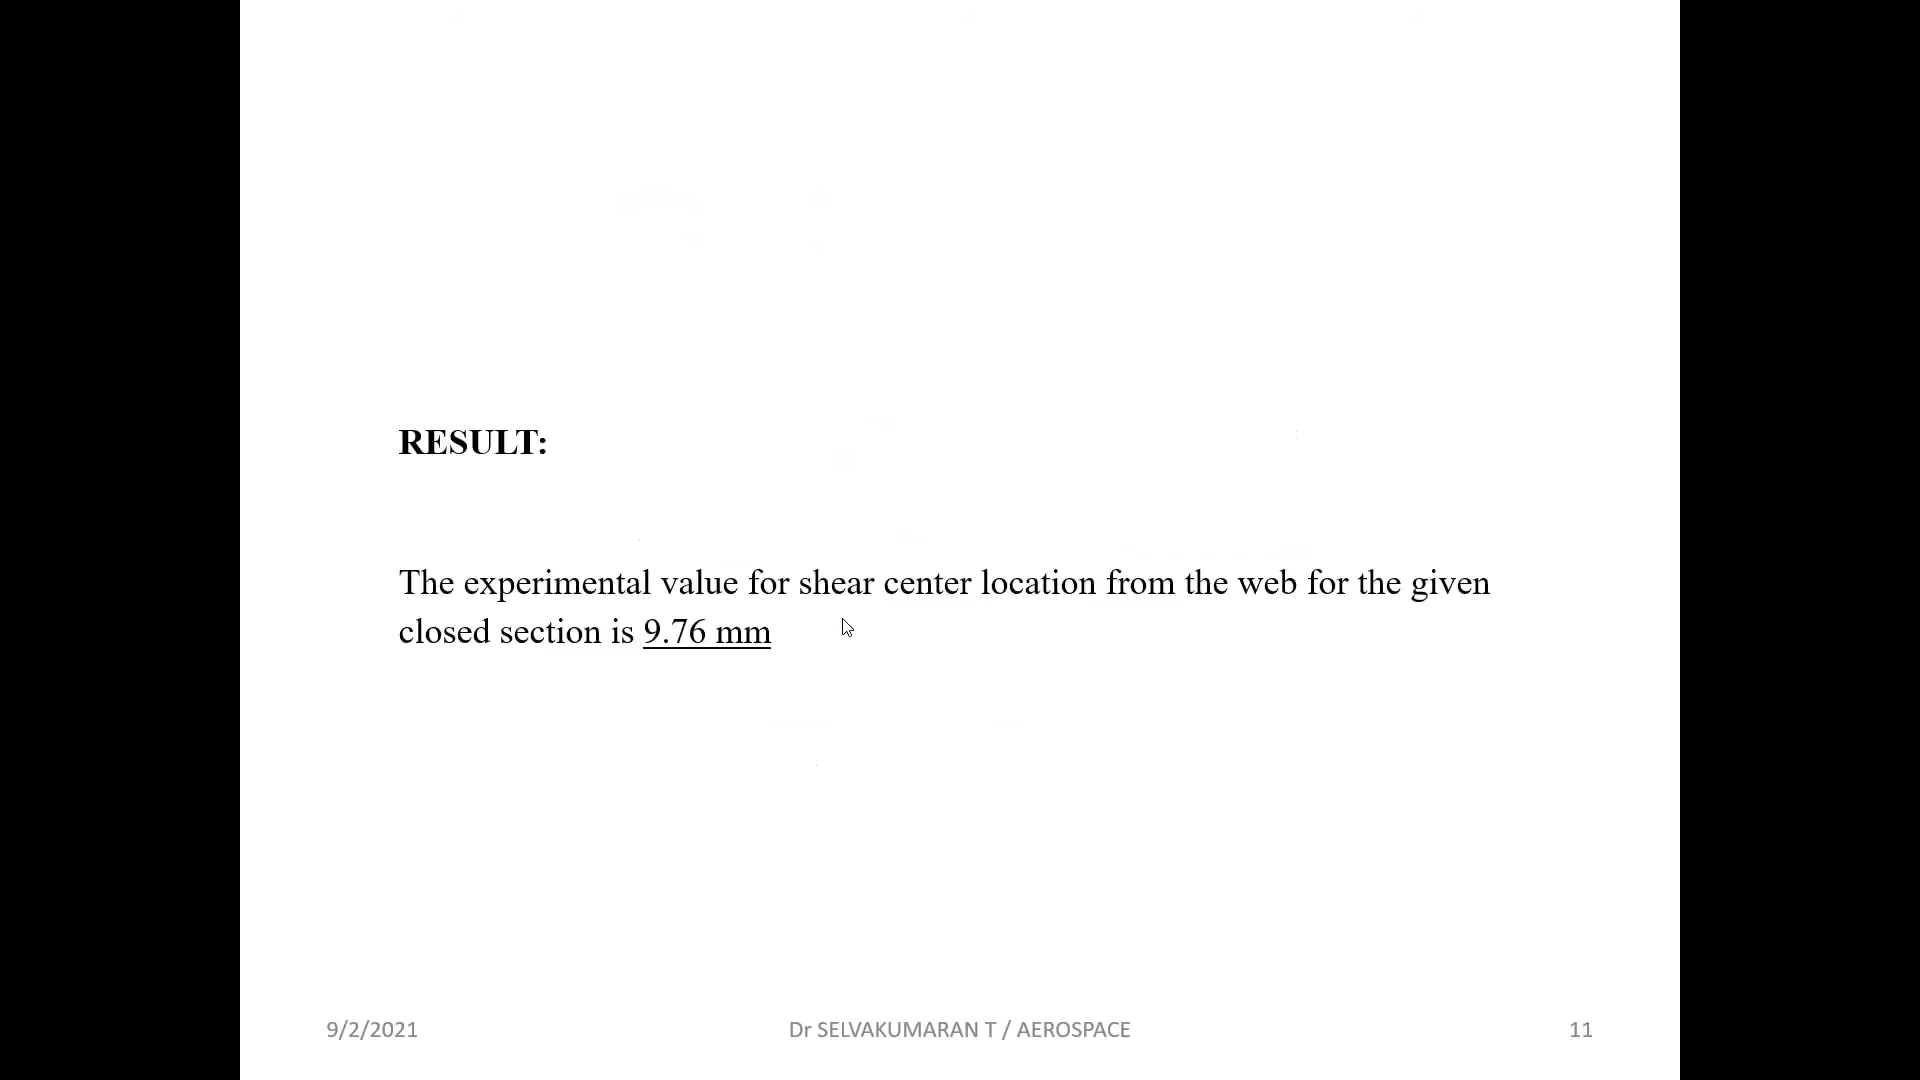 RESULT:
The experimental value for shear center location from the web for the given
closed section is 9.76 mm
9/2/2021
Dr SELVAKUMARAN T / AEROSPACE
11